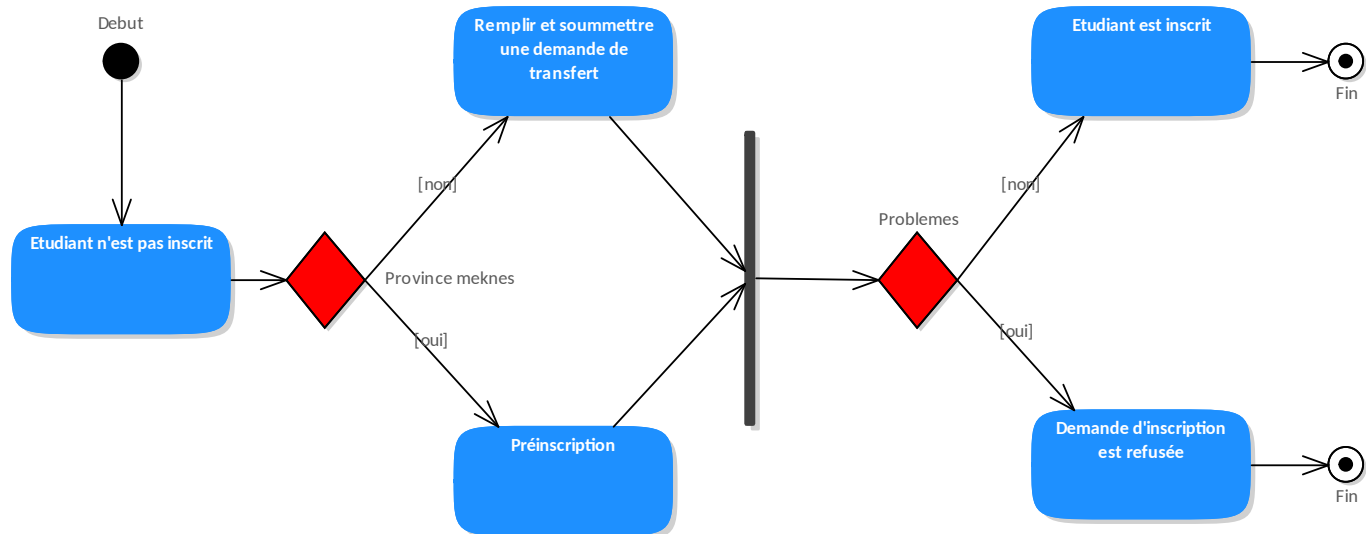 Debut
Remplir et soummettre
une demande de
transfert
Etudiant est inscrit
Fin
[non]
[non]
Problemes
Etudiant n'est pas inscrit
Province meknes
[oui]
[oui]
Préinscription
Demande d'inscription
est refusée
Fin